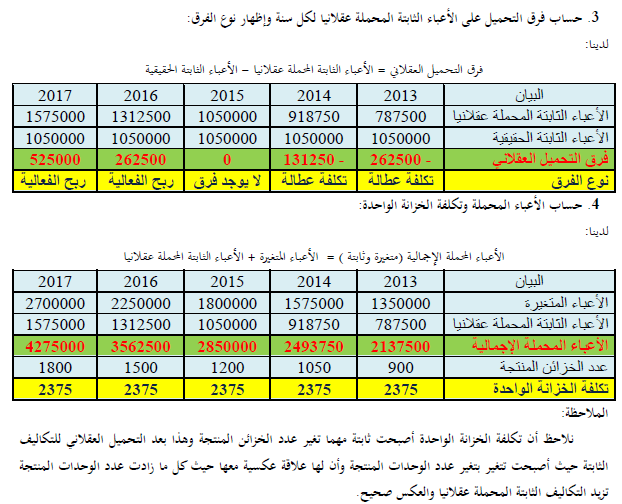 3. حساب فرق التحميل على الأعباء الثابتة المحملة عقلانيا لكل سنة وإظهار نوع الفرق:
لدينا:
فرق التحميل العقلاني = الأعباء الثابتة المحملة عقلانيا – الأعباء الثابتة الحقيقية
البيان 2013 2014 2015 2016 2017
الأعباء الثابتة المحملة عقلانيا 787500 918750 1050000 1312500 1575000
الأعباء الثابتة الحقيقية 1050000 1050000 1050000 1050000 1050000
فرق التحميل العقلاني - 262500 - 131250 0 262500 525000
نوع الفرق تكلفة عطالة تكلفة عطالة لا يوجد فرق ربح الفعالية ربح الفعالية
4. حساب الأعباء المحملة وتكلفة الخزانة الواحدة:
لدينا:
الأعباء المحملة الإجمالية (متغيرة وثابتة ) = الأعباء المتغيرة + الأعباء الثابتة المحملة عقلانيا
البيان 2013 2014 2015 2016 2017
الأعباء المتغيرة 1350000 1575000 1800000 2250000 2700000
الأعباء الثابتة المحملة عقلانيا 787500 918750 1050000 1312500 1575000
الأعباء المحملة الإجمالية 2137500 2493750 2850000 3562500 4275000
عدد الخزائن المنتجة 900 1050 1200 1500 1800
تكلفة الخزانة الواحدة 2375 2375 2375 2375 2375
الملاحظة:
نلاحظ أن تكلفة الخزانة الواحدة أصبحت ثابتة مهما تغير عدد الخزائن المنتجة وهذا بعد التحميل العقلاني للتكاليف
الثابتة حيث أصبحت تتغير بتغير عدد الوحدات المنتجة وأن لها علاقة عكسية معها حيث كل ما زادت عدد الوحدات المنتجة
تزيد التكاليف الثابتة المحملة عقلانيا والعكس صحيح.